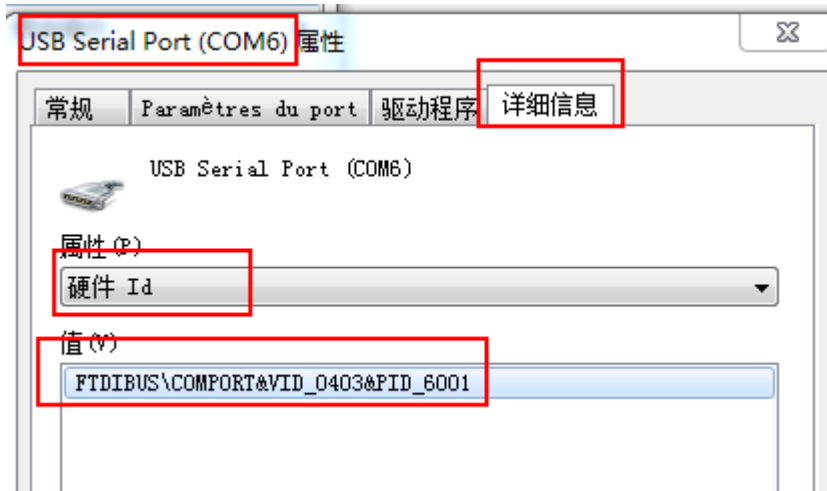 USB Serial Port (COM6) 属性
常规 Paramètres du port 驱动程序 详细信息
USB Serial Port (COM6)
属性(P)
硬件 Id
值(V)
FTDIBUS\COMPORT&VID_0403&PID_6001